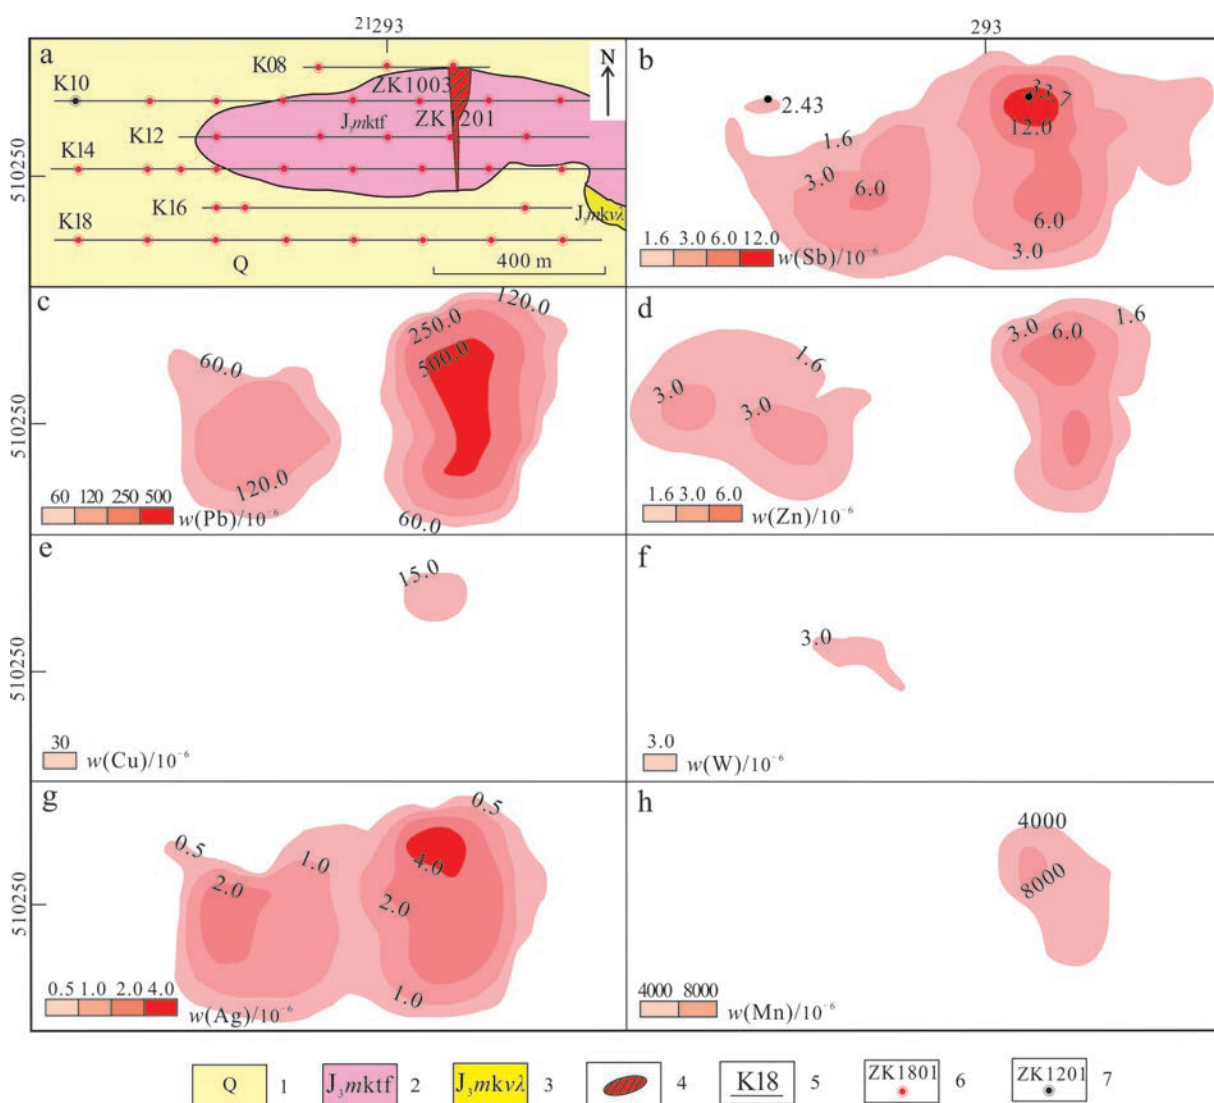 21293
293
a
K08
N
K10
ZK1003
J3mktf
ZK1201
K12
K14
510250
K16
J3mkνλ
K18
Q
400 m
b
2.43
33.7
12.0
1.6
3.0
6.0
6.0
3.0
1.6 3.0 6.0 12.0
w(Sb)/10⁻⁶
c
120.0
250.0
500.0
60.0
510250
120.0
60.0
60 120 250 500
w(Pb)/10⁻⁶
d
3.0
6.0
1.6
1.6
3.0
3.0
1.6 3.0 6.0
w(Zn)/10⁻⁶
e
15.0
510250
30
w(Cu)/10⁻⁶
f
3.0
3.0
w(W)/10⁻⁶
g
0.5
0.5
1.0
4.0
2.0
2.0
510250
1.0
0.5 1.0 2.0 4.0
w(Ag)/10⁻⁶
h
4000
8000
4000 8000
w(Mn)/10⁻⁶
Q 1 J3mktf 2 J3mkνλ 3 4 K18 5 ZK1801 6 ZK1201 7